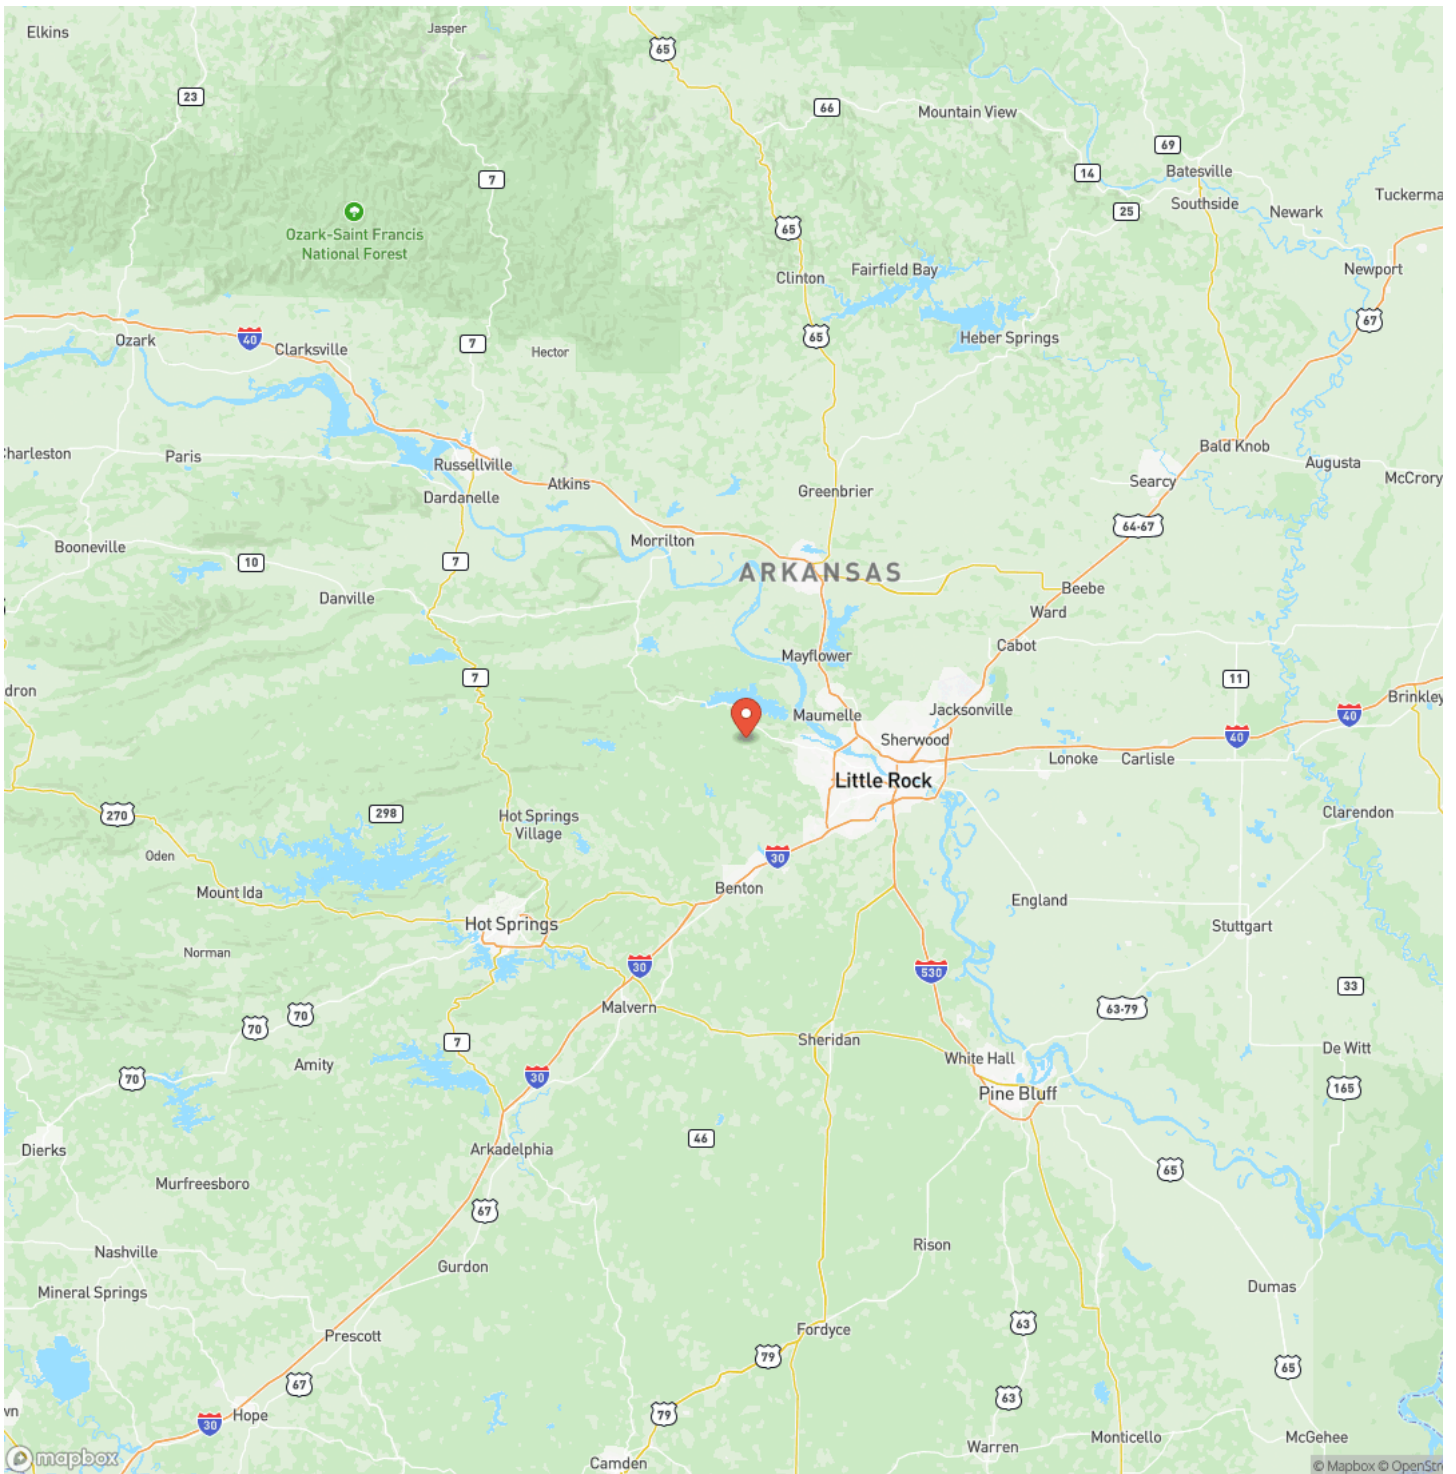 Elkins
Jasper
65
23
66
Mountain View
69
Batesville
14
7
Tuckerma
25
Southside
Newark
Ozark-Saint Francis
National Forest
65
Clinton
Fairfield Bay
Newport
67
Ozark
40
Clarksville
7
Hector
65
Heber Springs
Charleston
Paris
Russellville
Bald Knob
Augusta
McCrory
Dardanelle
Atkins
Greenbrier
Searcy
64-67
Booneville
10
7
Morrilton
ARKANSAS
Danville
Beebe
Ward
Cabot
Mayflower
dron
7
11
Brinkley
Maumelle
Jacksonville
Sherwood
40
40
Lonoke
Carlisle
Little Rock
270
298
Hot Springs
Village
Clarendon
Oden
30
Mount Ida
Benton
England
Hot Springs
Stuttgart
Norman
30
530
33
70
70
Malvern
63-79
7
Sheridan
White Hall
De Witt
Amity
70
30
Pine Bluff
165
Dierks
Arkadelphia
46
65
Murfreesboro
67
Nashville
Rison
Gurdon
Mineral Springs
Dumas
Prescott
Fordyce
63
79
65
67
63
Hope
30
79
wn
Monticello
McGehee
Warren
Camden
mapbox
© Mapbox © OpenStre